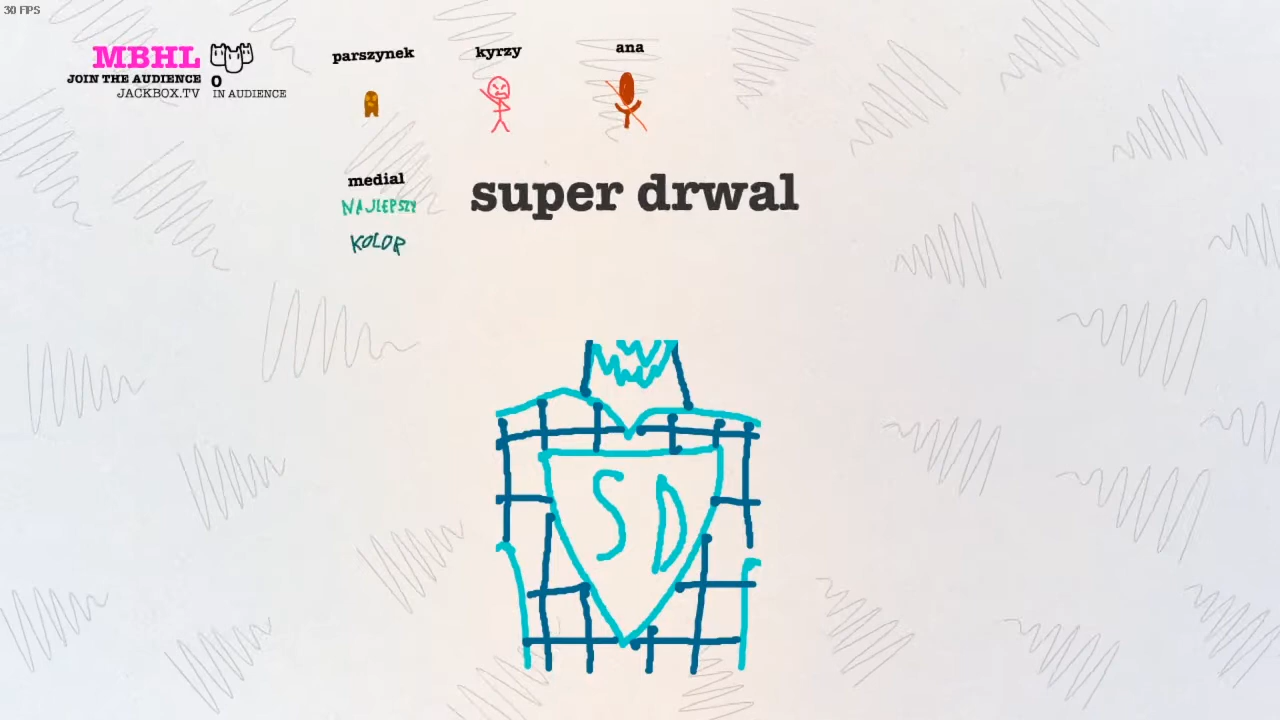 30 FPS
MBHL
JOIN THE AUDIENCE
JACKBOX.TV
0
IN AUDIENCE
parszynek
kyrzy
ana
medial
NAJLEPSZY
KOLOR
super drwal
SD